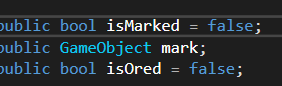 public bool isMarked = false;
public GameObject mark;
public bool isOred = false;